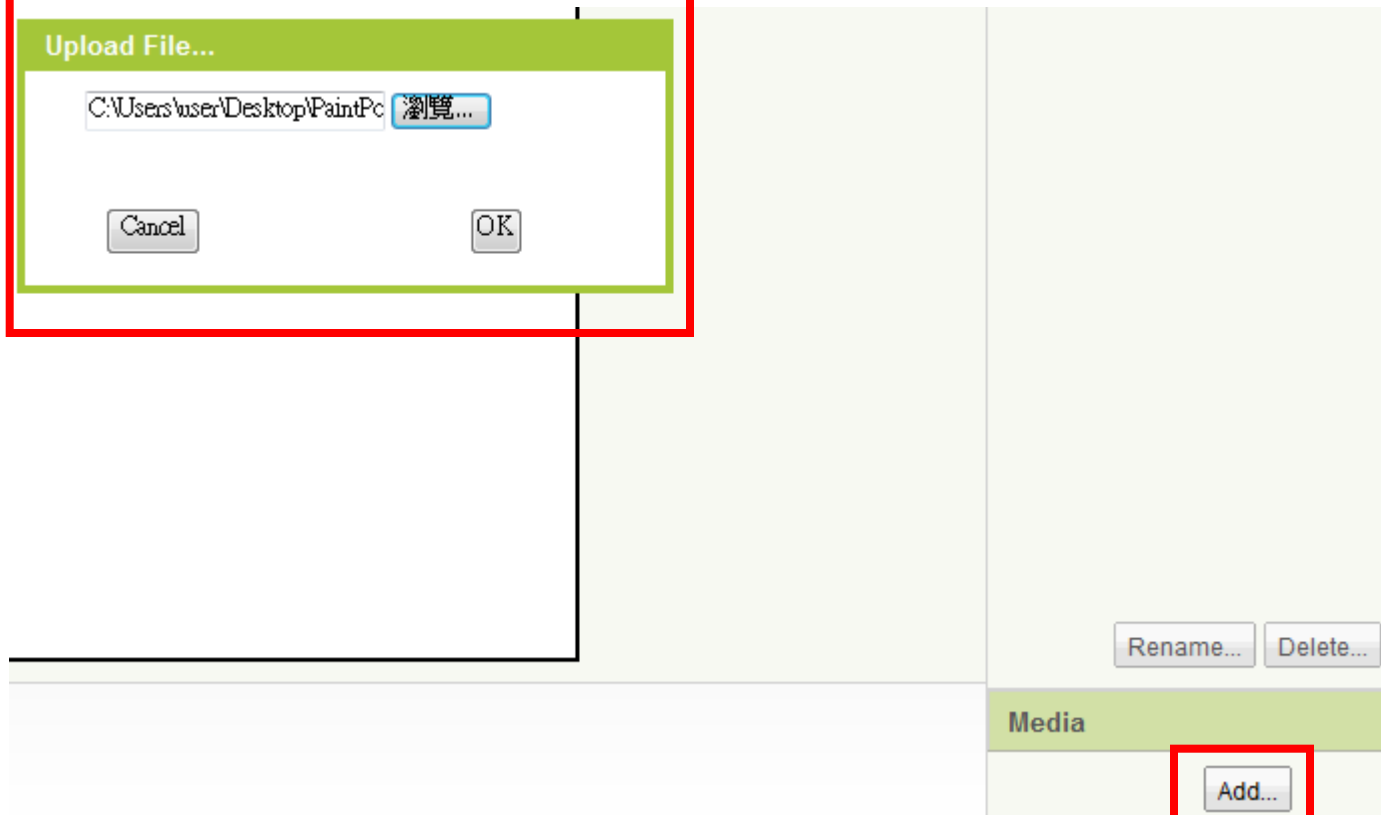 Upload File...
C:\Users\user\Desktop\PaintPo 瀏覽...
Cancel OK
Rename... Delete...
Media
Add...